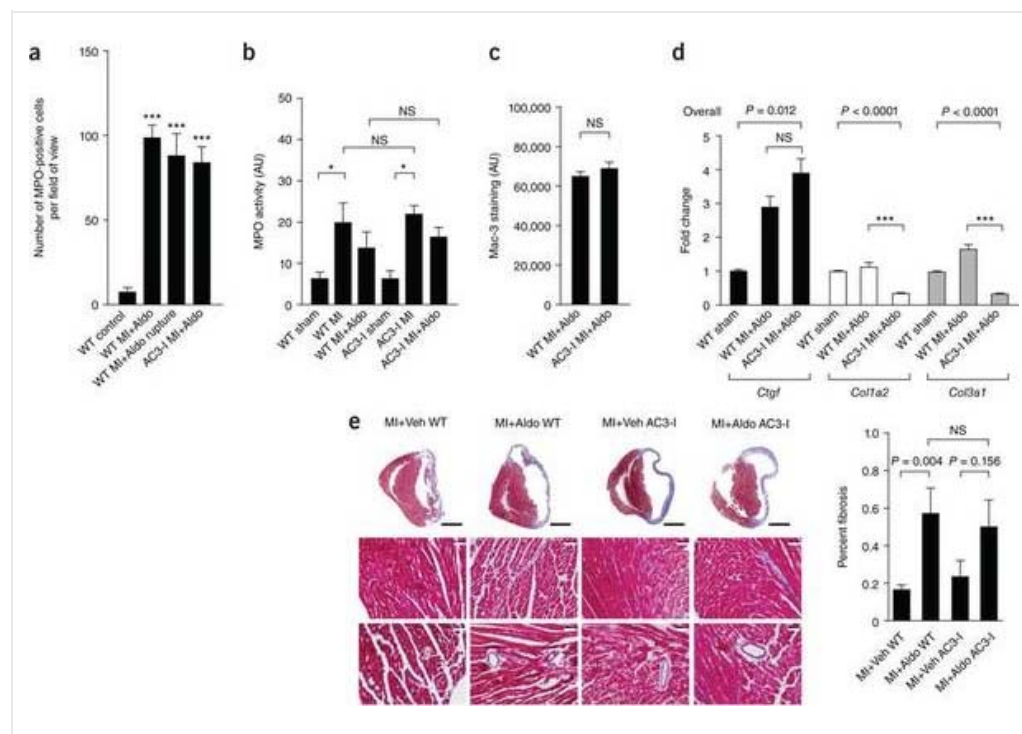 a
150
100
50
0
Number of MPO-positive cells
per field of view
***
***
***
WT control
WT MI+Aldo
WT MI+Aldo rupture
AC3-I MI+Aldo
b
50
40
30
20
10
0
MPO activity (AU)
NS
NS
*
*
WT sham
WT MI
WT MI+Aldo
AC3-I sham
AC3-I MI
AC3-I MI+Aldo
c
100,000
80,000
60,000
40,000
20,000
0
Mac-3 staining (AU)
NS
WT MI+Aldo
AC3-I MI+Aldo
d
Overall
P = 0.012
P < 0.0001
P < 0.0001
5
4
3
2
1
0
Fold change
NS
***
***
WT sham
WT MI+Aldo
AC3-I MI+Aldo
WT sham
WT MI+Aldo
AC3-I MI+Aldo
WT sham
WT MI+Aldo
AC3-I MI+Aldo
Ctgf
Col1a2
Col3a1
e
MI+Veh WT
MI+Aldo WT
MI+Veh AC3-I
MI+Aldo AC3-I
1.0
0.8
0.6
0.4
0.2
0
Percent fibrosis
NS
P = 0.004
P = 0.156
MI+Veh WT
MI+Aldo WT
MI+Veh AC3-I
MI+Aldo AC3-I